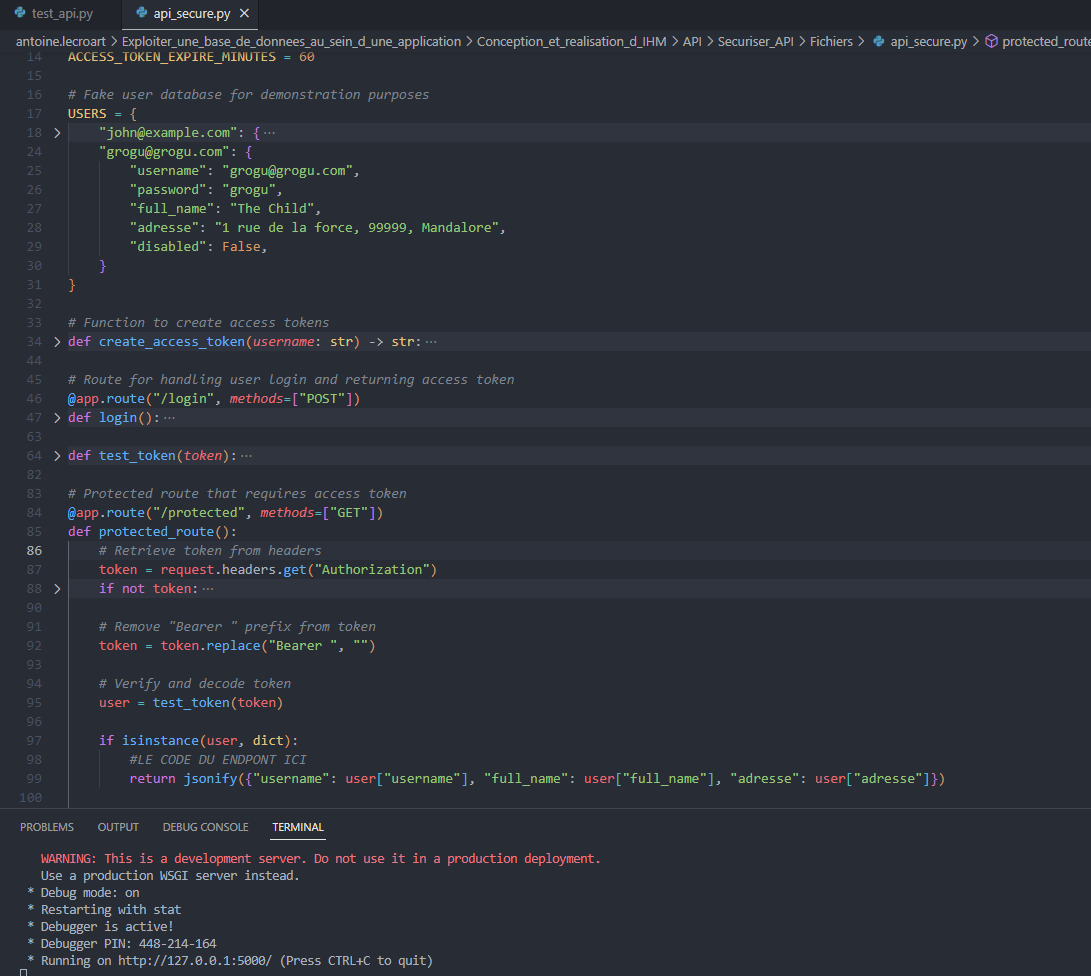 test_api.py api_secure.py
antoine.lecroart > Exploiter_une_base_de_donnees_au_sein_d_une_application > Conception_et_realisation_d_IHM > API > Securiser_API > Fichiers > api_secure.py > protected_route
14 ACCESS_TOKEN_EXPIRE_MINUTES = 60
15
16 # Fake user database for demonstration purposes
17 USERS = {
18 > "john@example.com": { ···
24 "grogu@grogu.com": {
25 "username": "grogu@grogu.com",
26 "password": "grogu",
27 "full_name": "The Child",
28 "adresse": "1 rue de la force, 99999, Mandalore",
29 "disabled": False,
30 }
31 }
32
33 # Function to create access tokens
34 > def create_access_token(username: str) -> str: ···
44
45 # Route for handling user login and returning access token
46 @app.route("/login", methods=["POST"])
47 > def login(): ···
63
64 > def test_token(token): ···
82
83 # Protected route that requires access token
84 @app.route("/protected", methods=["GET"])
85 def protected_route():
86 # Retrieve token from headers
87 token = request.headers.get("Authorization")
88 > if not token: ···
90
91 # Remove "Bearer " prefix from token
92 token = token.replace("Bearer ", "")
93
94 # Verify and decode token
95 user = test_token(token)
96
97 if isinstance(user, dict):
98 #LE CODE DU ENDPONT ICI
99 return jsonify({"username": user["username"], "full_name": user["full_name"], "adresse": user["adresse"]})
100
PROBLEMS OUTPUT DEBUG CONSOLE TERMINAL
WARNING: This is a development server. Do not use it in a production deployment.
Use a production WSGI server instead.
* Debug mode: on
* Restarting with stat
* Debugger is active!
* Debugger PIN: 448-214-164
* Running on http://127.0.0.1:5000/ (Press CTRL+C to quit)